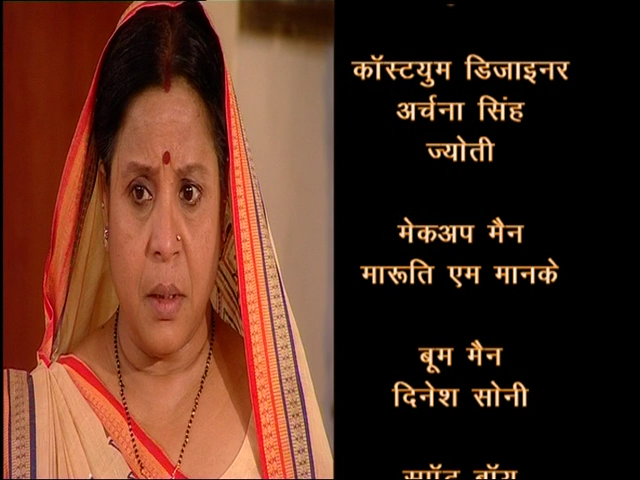 कॉस्टयुम डिजाइनर
अर्चना सिंह
ज्योती
मेकअप मैन
मारूति एम मानके
बूम मैन
दिनेश सोनी